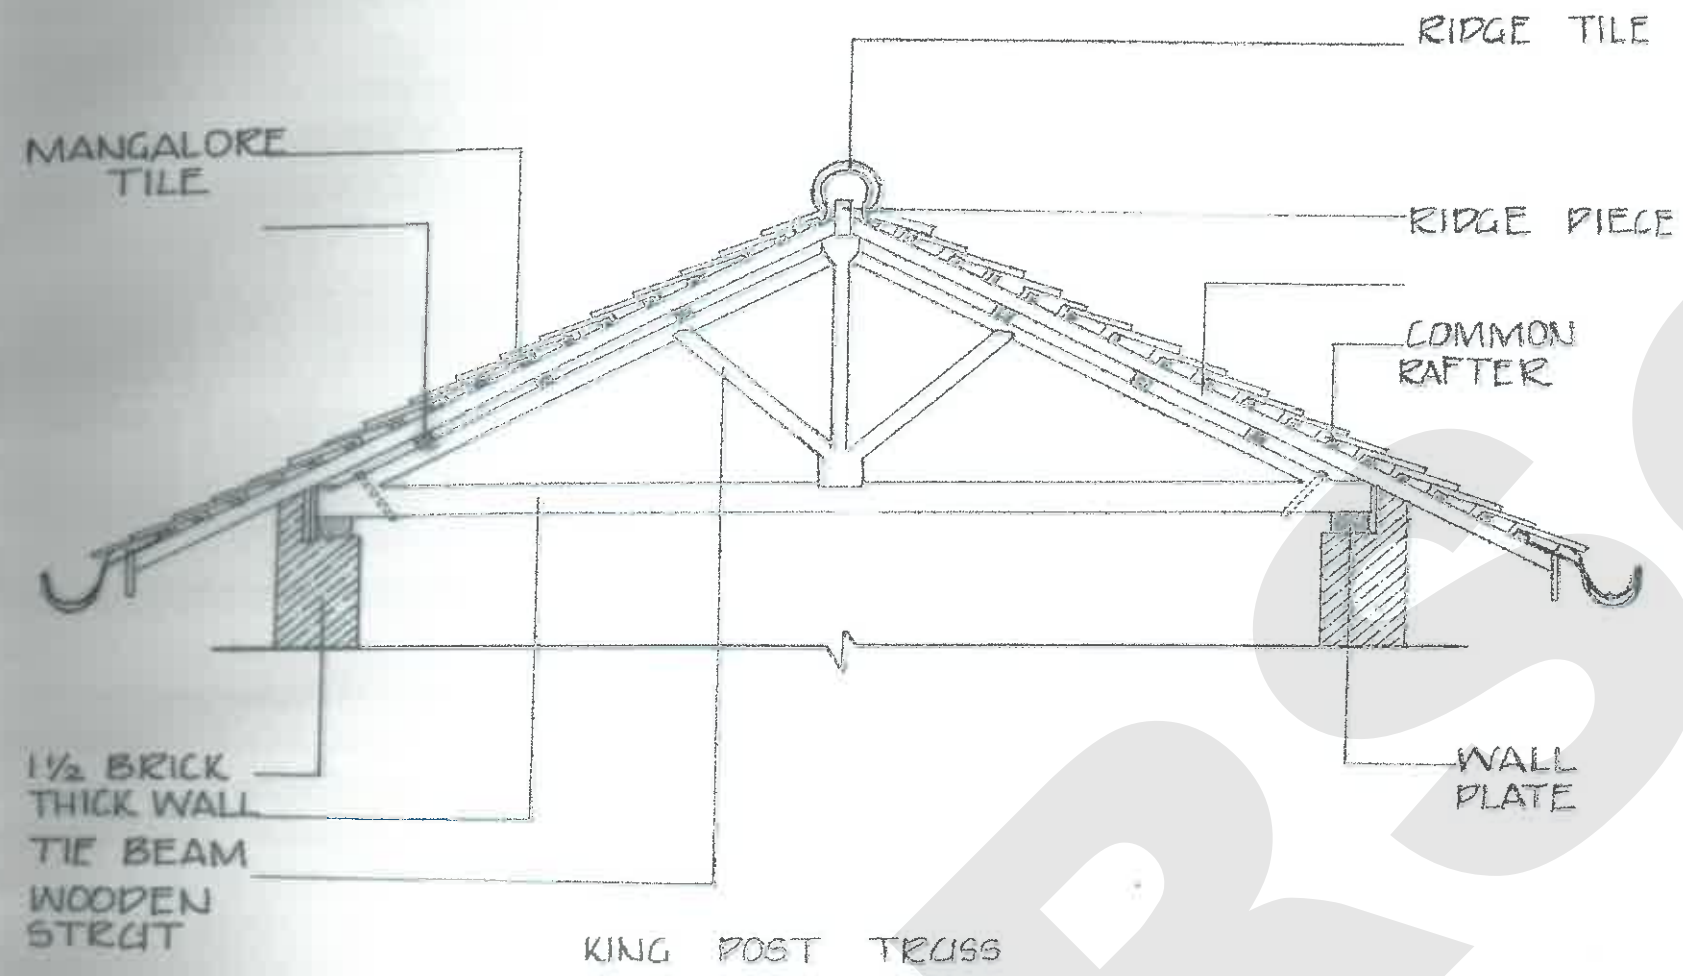 RIDGE TILE
MANGALORE
TILE
RIDGE PIECE
COMMON
RAFTER
1½ BRICK
THICK WALL
TIE BEAM
WOODEN
STRUT
WALL
PLATE
KING POST TRUSS
RS